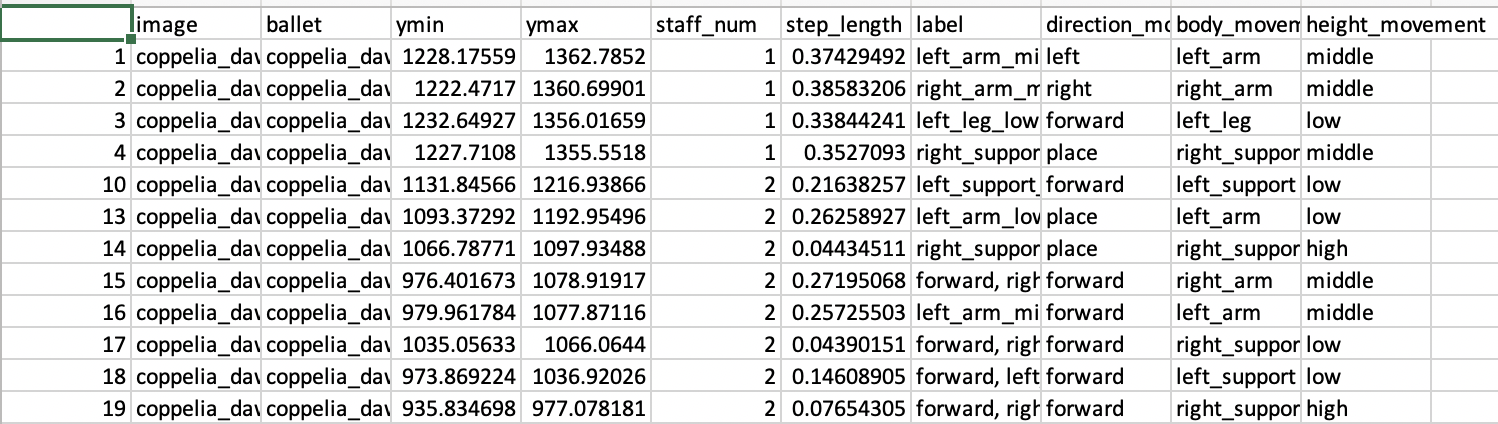 image ballet ymin ymax staff_num step_length label direction_mo body_movem height_movement
1 coppelia_dav coppelia_dav 1228.17559 1362.7852 1 0.37429492 left_arm_mi left left_arm middle
2 coppelia_dav coppelia_dav 1222.4717 1360.69901 1 0.38583206 right_arm_m right right_arm middle
3 coppelia_dav coppelia_dav 1232.64927 1356.01659 1 0.33844241 left_leg_low forward left_leg low
4 coppelia_dav coppelia_dav 1227.7108 1355.5518 1 0.3527093 right_suppor place right_suppor middle
10 coppelia_dav coppelia_dav 1131.84566 1216.93866 2 0.21638257 left_support_ forward left_support low
13 coppelia_dav coppelia_dav 1093.37292 1192.95496 2 0.26258927 left_arm_lov place left_arm low
14 coppelia_dav coppelia_dav 1066.78771 1097.93488 2 0.04434511 right_suppor place right_suppor high
15 coppelia_dav coppelia_dav 976.401673 1078.91917 2 0.27195068 forward, righ forward right_arm middle
16 coppelia_dav coppelia_dav 979.961784 1077.87116 2 0.25725503 left_arm_mi forward left_arm middle
17 coppelia_dav coppelia_dav 1035.05633 1066.0644 2 0.04390151 forward, righ forward right_suppor low
18 coppelia_dav coppelia_dav 973.869224 1036.92026 2 0.14608905 forward, left forward left_support low
19 coppelia_dav coppelia_dav 935.834698 977.078181 2 0.07654305 forward, righ forward right_suppor high